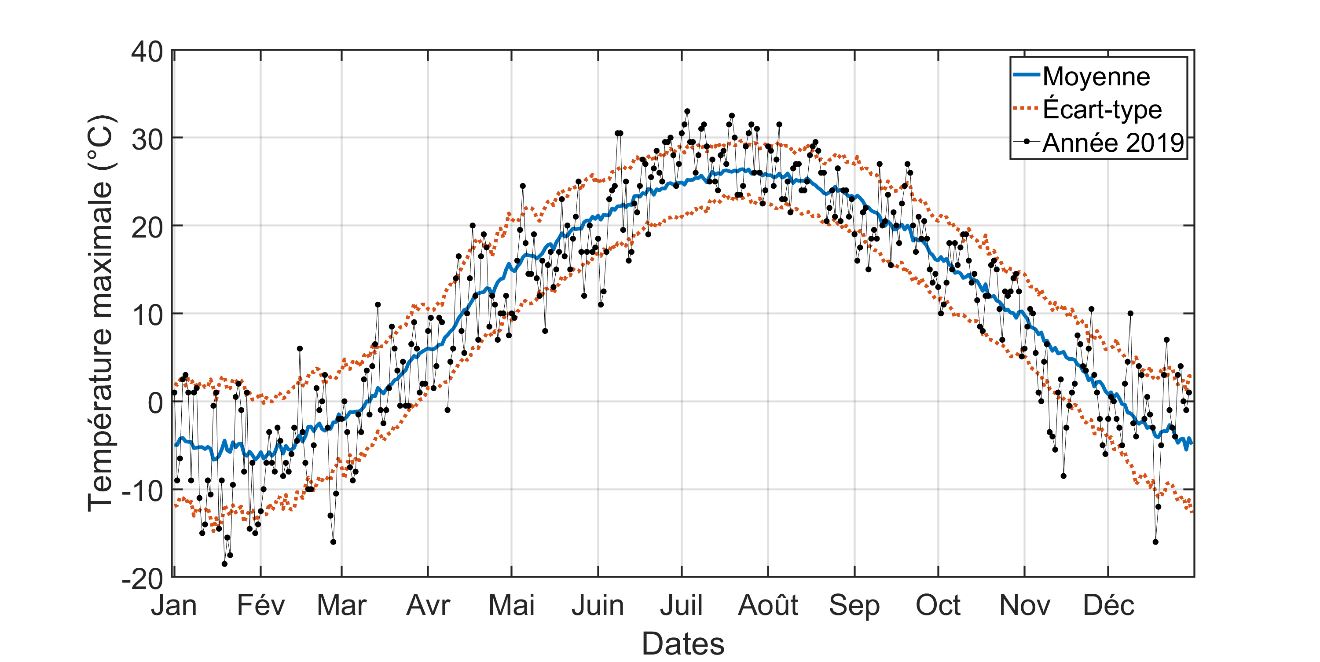 Température maximale (°C)
40
30
20
10
0
-10
-20
Moyenne
Écart-type
Année 2019
Jan Fév Mar Avr Mai Juin Juil Août Sep Oct Nov Déc
Dates